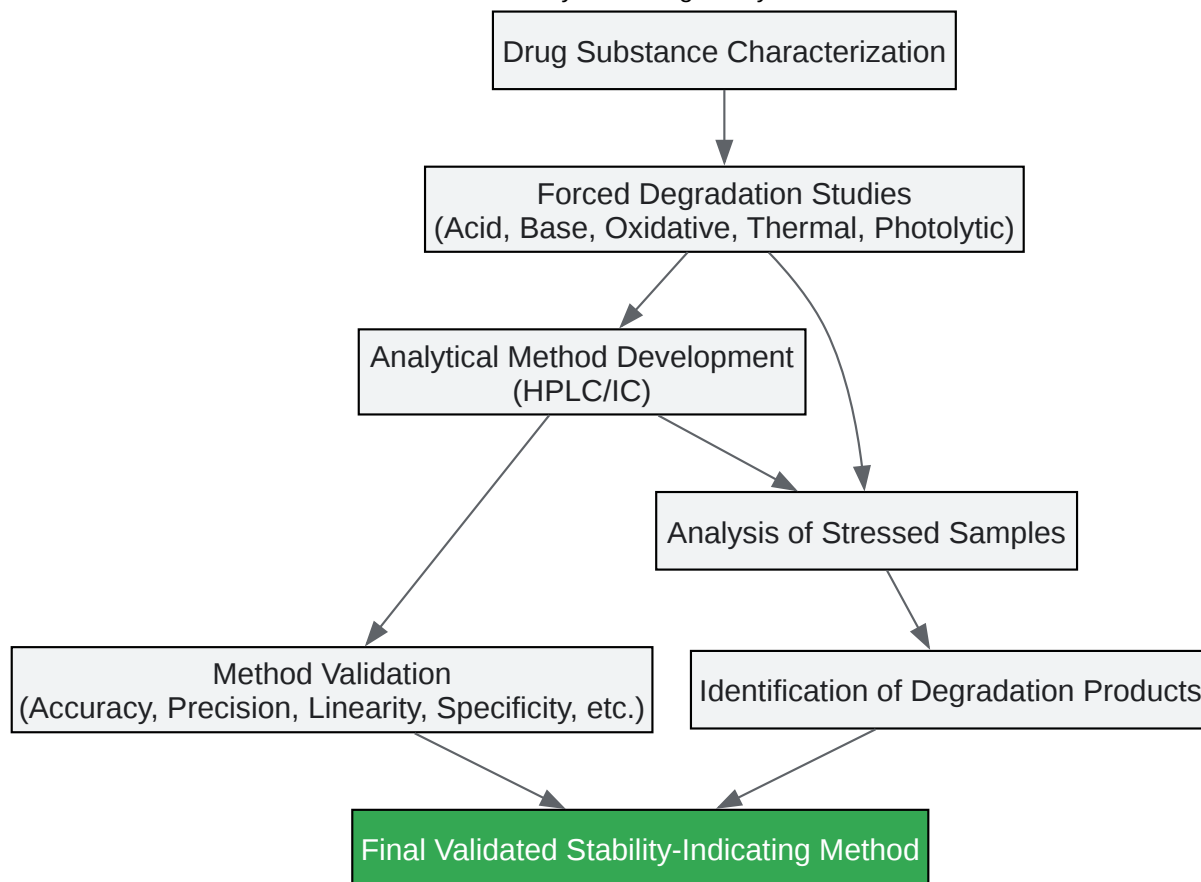 Drug Substance Characterization
Forced Degradation Studies
(Acid, Base, Oxidative, Thermal, Photolytic)
Analytical Method Development
(HPLC/IC)
Analysis of Stressed Samples
Method Validation
(Accuracy, Precision, Linearity, Specificity, etc.)
Identification of Degradation Products
Final Validated Stability-Indicating Method